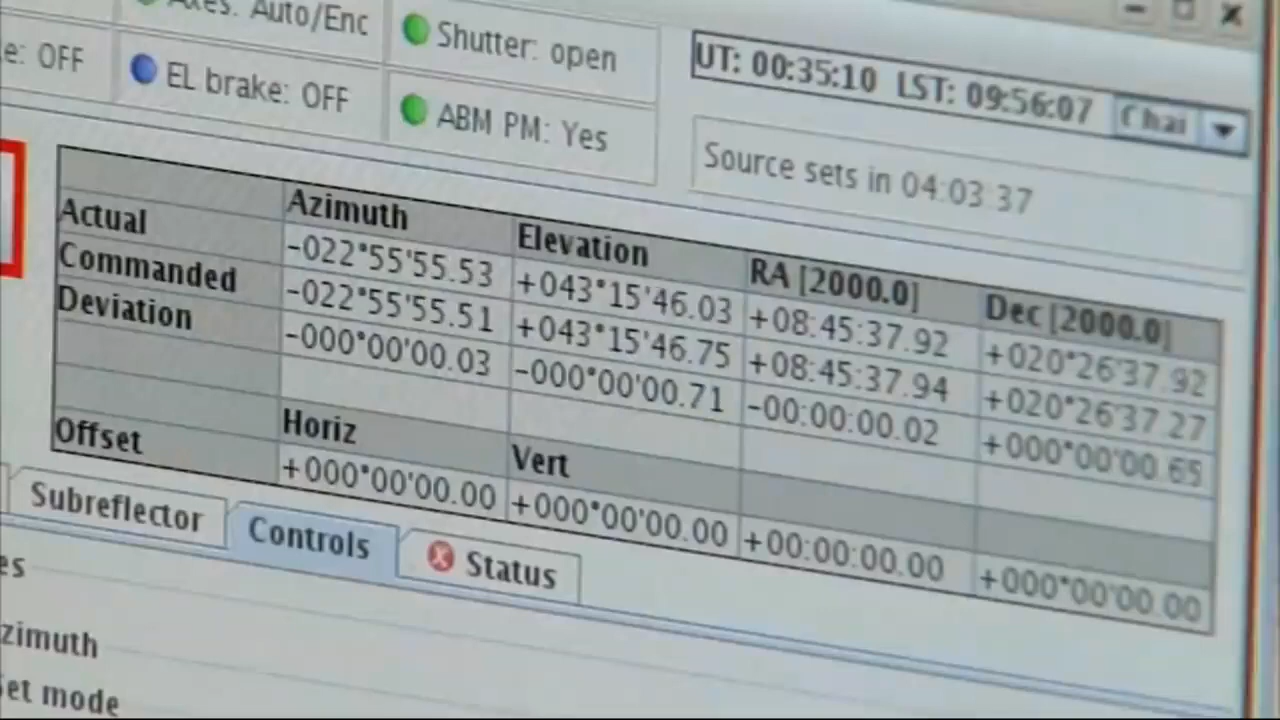 Axes: Auto/Enc
Shutter: open
UT: 00:35:10 LST: 09:56:07
e: OFF
EL brake: OFF
ABM PM: Yes
Source sets in 04:03:37
Azimuth Elevation RA [2000.0] Dec [2000.0]
Actual -022°55'55.53 +043°15'46.03 +08:45:37.92 +020°26'37.92
Commanded -022°55'55.51 +043°15'46.75 +08:45:37.94 +020°26'37.27
Deviation -000°00'00.03 -000°00'00.71 -00:00:00.02 +000°00'00.65
Horiz Vert
Offset +000°00'00.00 +000°00'00.00 +00:00:00.00 +000°00'00.00
Subreflector Controls Status
es
zimuth
et mode